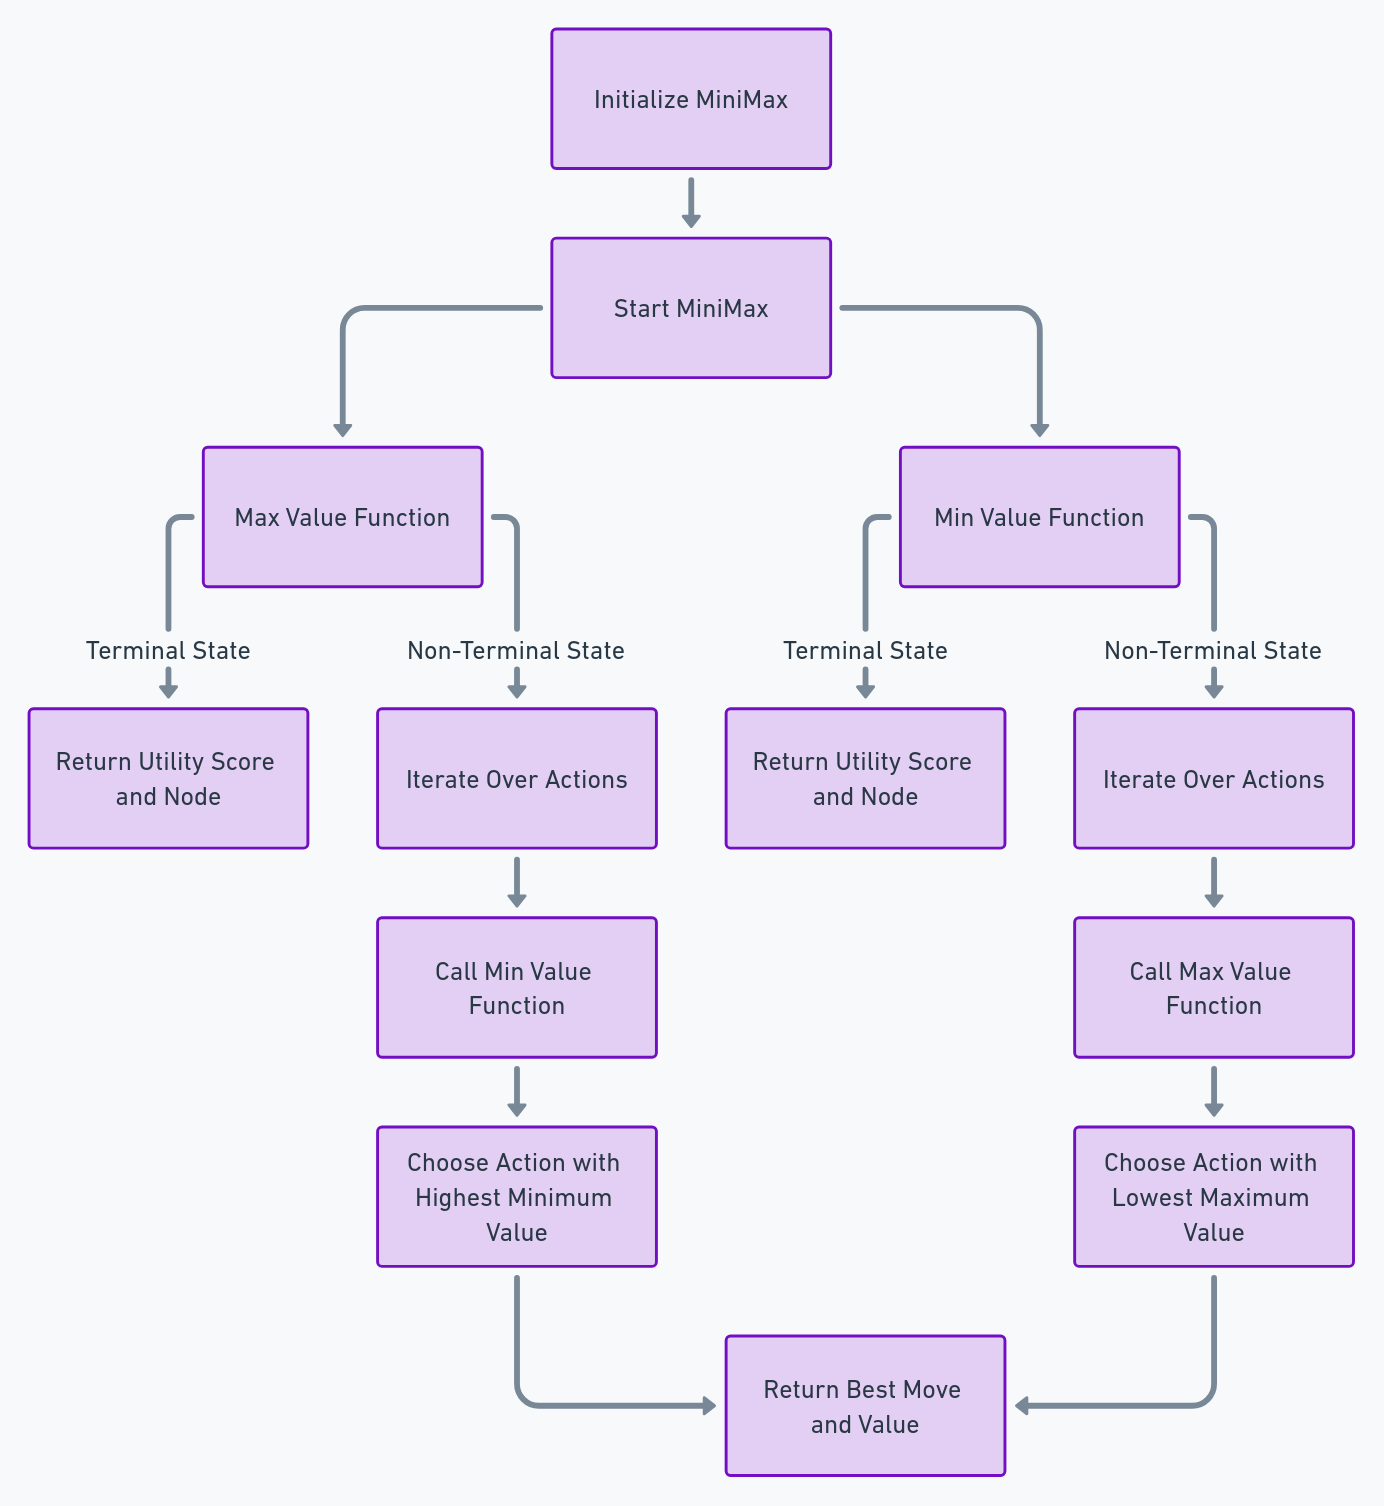 Initialize MiniMax
Start MiniMax
Max Value Function
Min Value Function
Terminal State
Non-Terminal State
Terminal State
Non-Terminal State
Return Utility Score
and Node
Iterate Over Actions
Return Utility Score
and Node
Iterate Over Actions
Call Min Value
Function
Call Max Value
Function
Choose Action with
Highest Minimum
Value
Choose Action with
Lowest Maximum
Value
Return Best Move
and Value